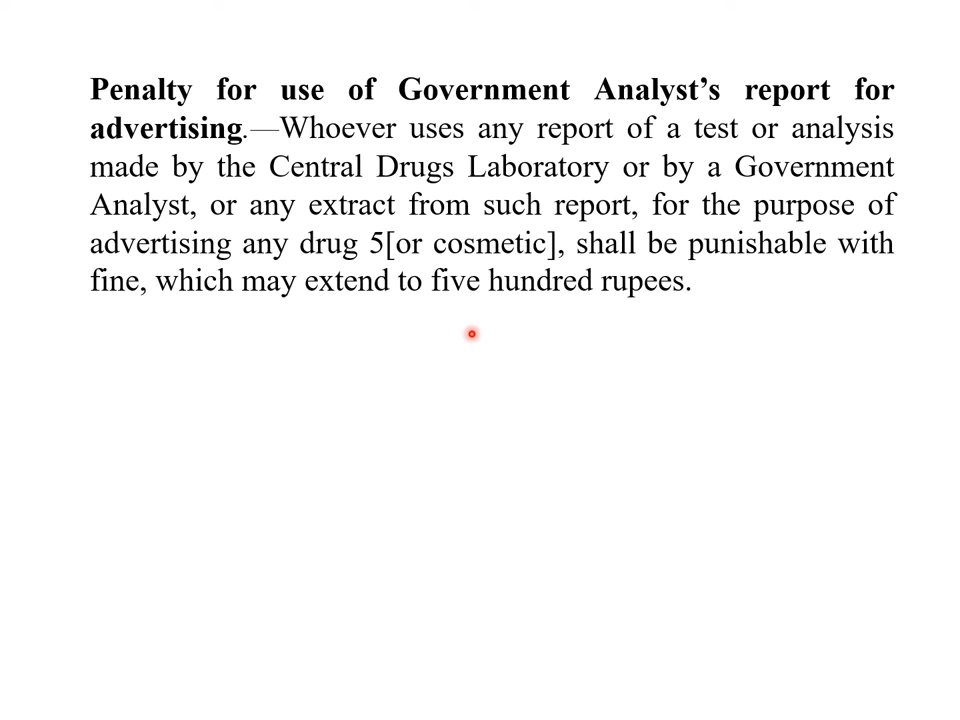 Penalty for use of Government Analyst’s report for
advertising.—Whoever uses any report of a test or analysis
made by the Central Drugs Laboratory or by a Government
Analyst, or any extract from such report, for the purpose of
advertising any drug 5[or cosmetic], shall be punishable with
fine, which may extend to five hundred rupees.